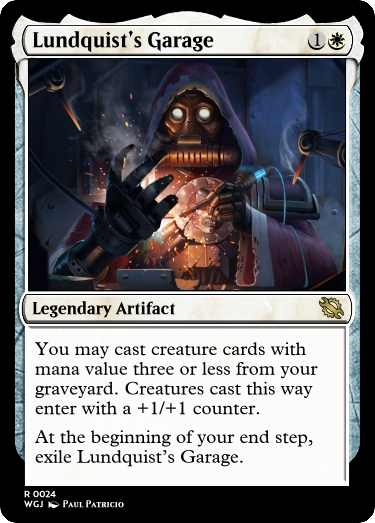 Lundquist's Garage 1
Legendary Artifact
You may cast creature cards with
mana value three or less from your
graveyard. Creatures cast this way
enter with a +1/+1 counter.
At the beginning of your end step,
exile Lundquist's Garage.
R 0024
WGJ Paul Patricio